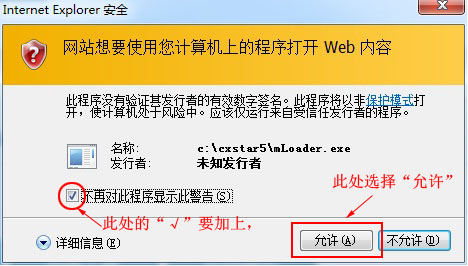 Internet Explorer 安全
网站想要使用您计算机上的程序打开 Web 内容
此程序没有验证其发行者的有效数字签名。此程序将以非保护模式打
开，使计算机处于风险中。应该仅运行来自受信任发行者的程序。
名称: c:\cxstar5\mLoader.exe
发行者: 未知发行者
不再对此程序显示此警告(S)
此处选择“允许”
此处的“√”要加上，
详细信息(E)
允许(A)
不允许(D)